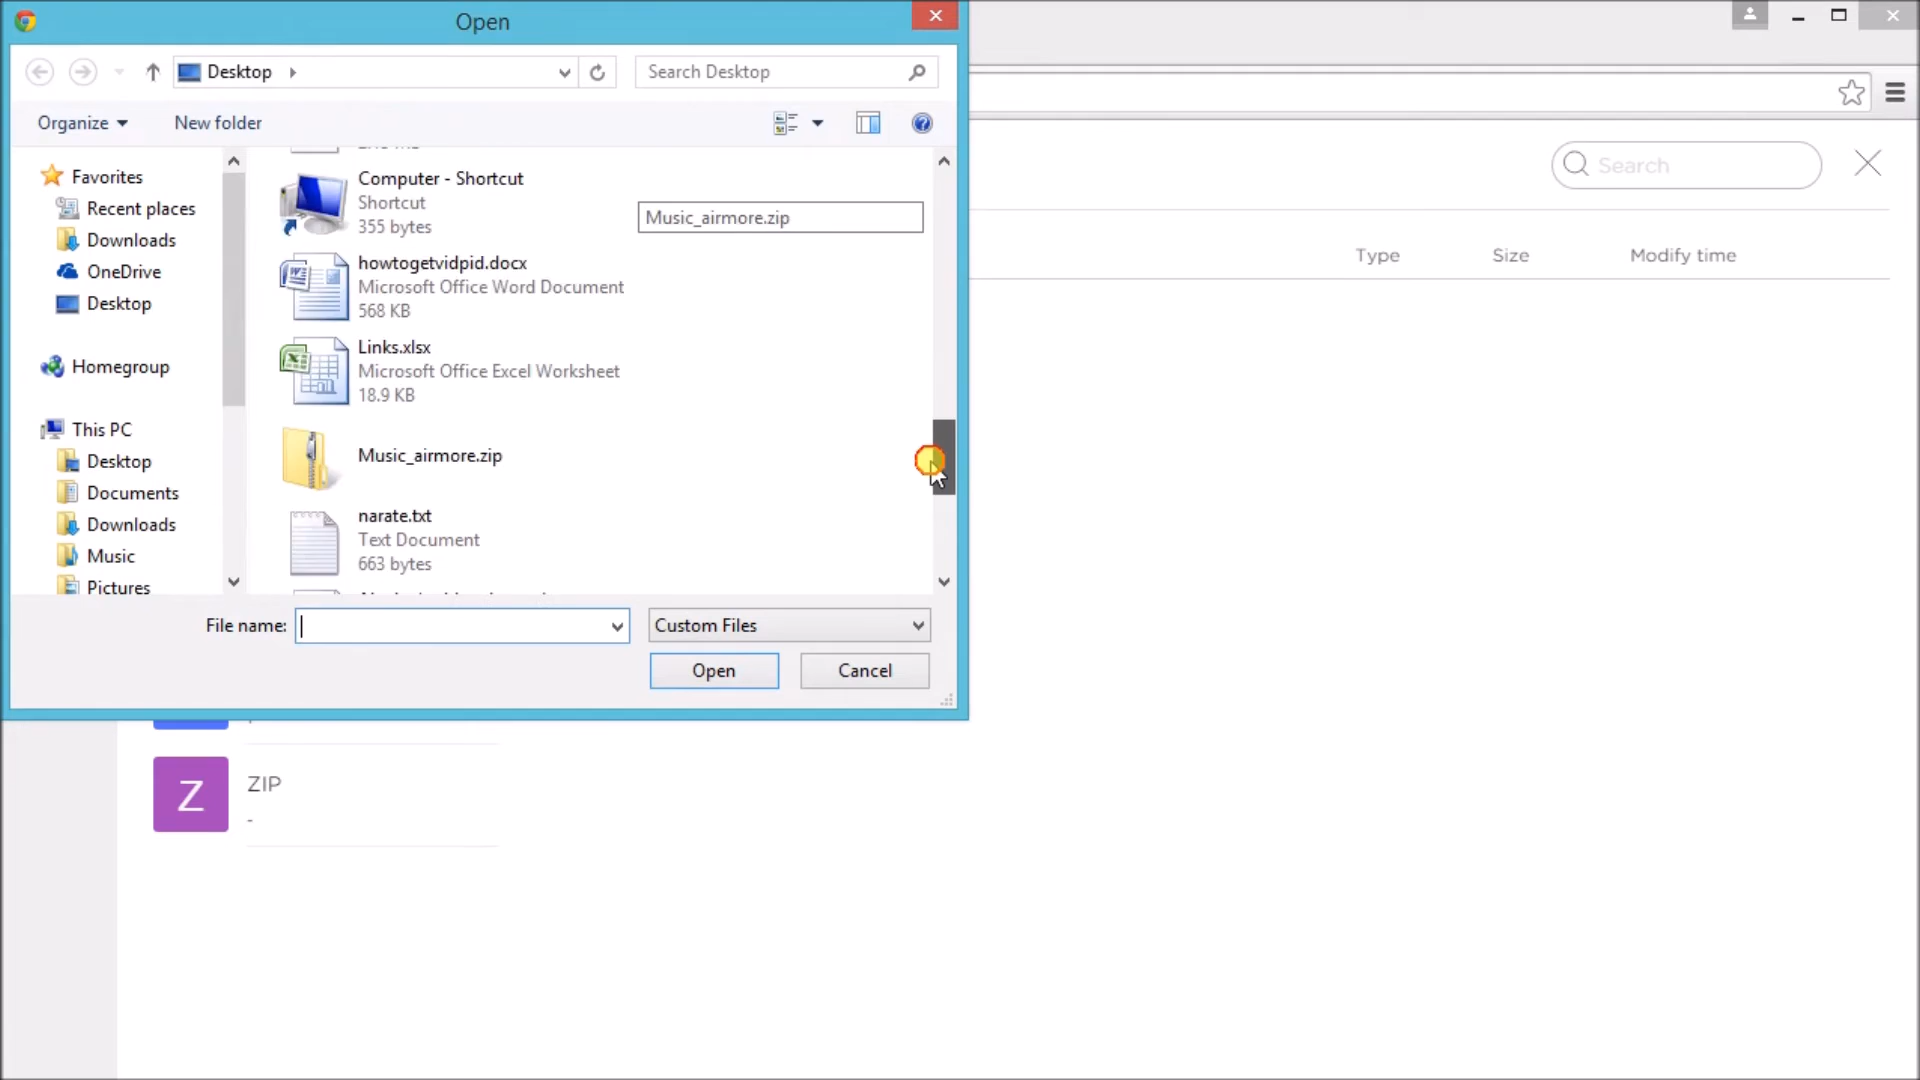 Open
Desktop
Search Desktop
Organize
New folder
Favorites
Recent places
Downloads
OneDrive
Desktop
Homegroup
This PC
Desktop
Documents
Downloads
Music
Pictures
Computer - Shortcut
Shortcut
355 bytes
Music_airmore.zip
howtogetvidpid.docx
Microsoft Office Word Document
568 KB
Links.xlsx
Microsoft Office Excel Worksheet
18.9 KB
Music_airmore.zip
narate.txt
Text Document
663 bytes
File name:
Custom Files
Open
Cancel
Search
Type
Size
Modify time
Z
ZIP
-